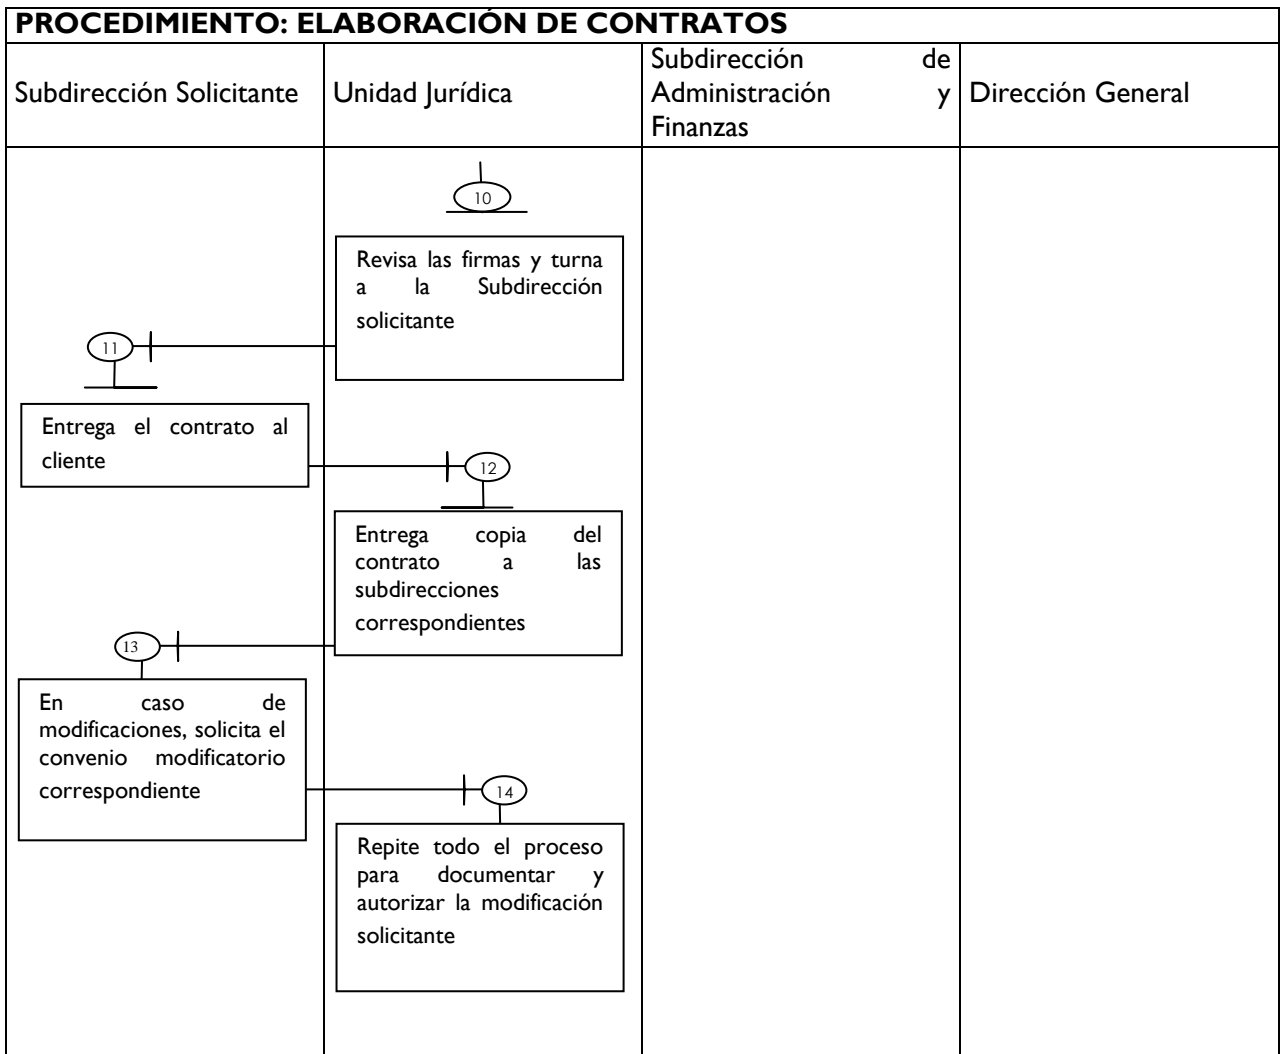 PROCEDIMIENTO: ELABORACIÓN DE CONTRATOS
Subdirección Solicitante
Unidad Jurídica
Subdirección de
Administración y
Finanzas
Dirección General
10
Revisa las firmas y turna
a la Subdirección
solicitante
11
Entrega el contrato al
cliente
12
Entrega copia del
contrato a las
subdirecciones
correspondientes
13
En caso de
modificaciones, solicita el
convenio modificatorio
correspondiente
14
Repite todo el proceso
para documentar y
autorizar la modificación
solicitante